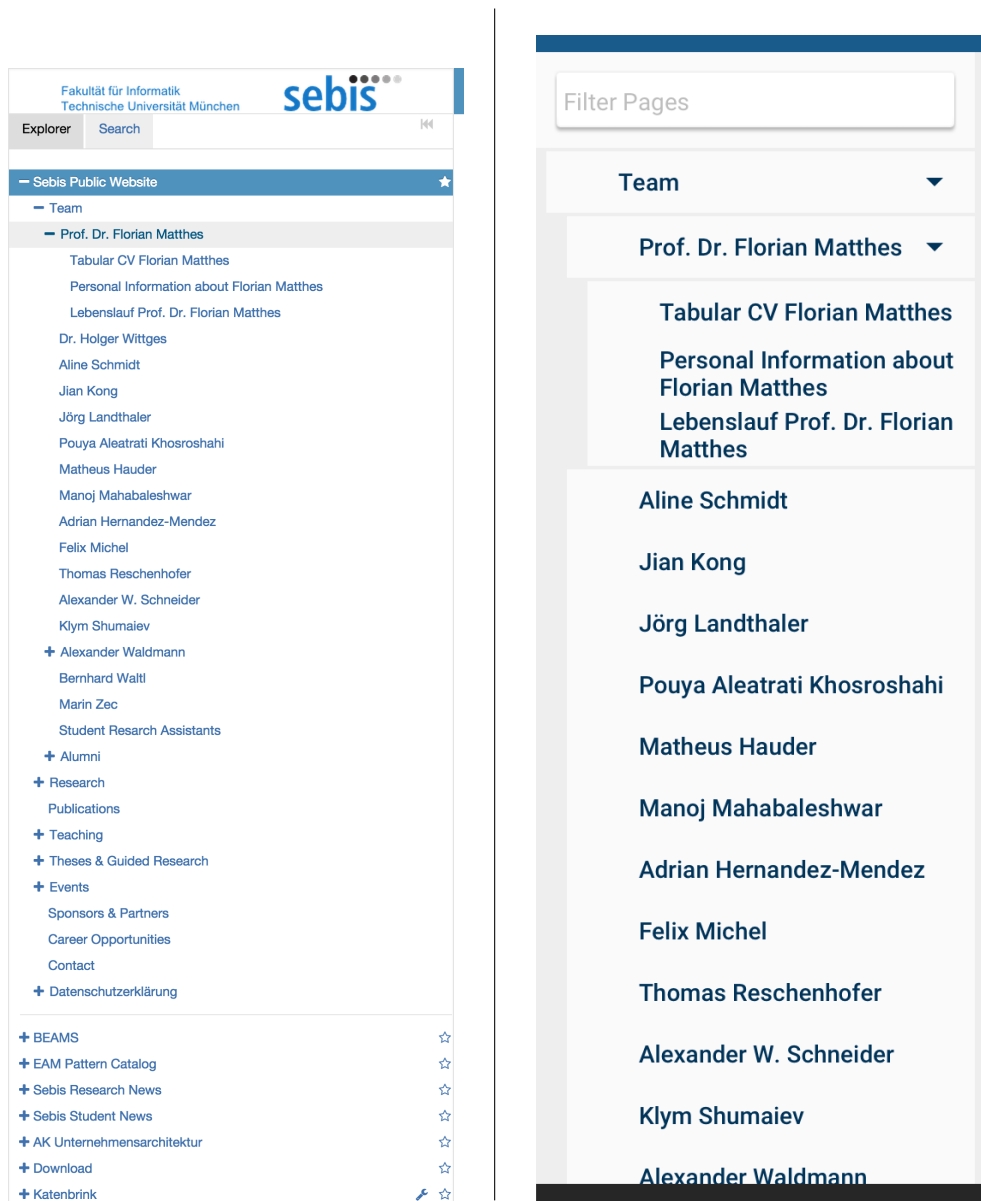 Fakultät für Informatik
Technische Universität München
sebis
Explorer
Search
Sebis Public Website
Team
Prof. Dr. Florian Matthes
Tabular CV Florian Matthes
Personal Information about Florian Matthes
Lebenslauf Prof. Dr. Florian Matthes
Dr. Holger Wittges
Aline Schmidt
Jian Kong
Jörg Landthaler
Pouya Aleatrati Khosroshahi
Matheus Hauder
Manoj Mahabaleshwar
Adrian Hernandez-Mendez
Felix Michel
Thomas Reschenhofer
Alexander W. Schneider
Klym Shumaiev
Alexander Waldmann
Bernhard Waltl
Marin Zec
Student Resarch Assistants
Alumni
Research
Publications
Teaching
Theses & Guided Research
Events
Sponsors & Partners
Career Opportunities
Contact
Datenschutzerklärung
BEAMS
EAM Pattern Catalog
Sebis Research News
Sebis Student News
AK Unternehmensarchitektur
Download
Katenbrink
Filter Pages
Team
Prof. Dr. Florian Matthes
Tabular CV Florian Matthes
Personal Information about
Florian Matthes
Lebenslauf Prof. Dr. Florian
Matthes
Aline Schmidt
Jian Kong
Jörg Landthaler
Pouya Aleatrati Khosroshahi
Matheus Hauder
Manoj Mahabaleshwar
Adrian Hernandez-Mendez
Felix Michel
Thomas Reschenhofer
Alexander W. Schneider
Klym Shumaiev
Alexander Waldmann